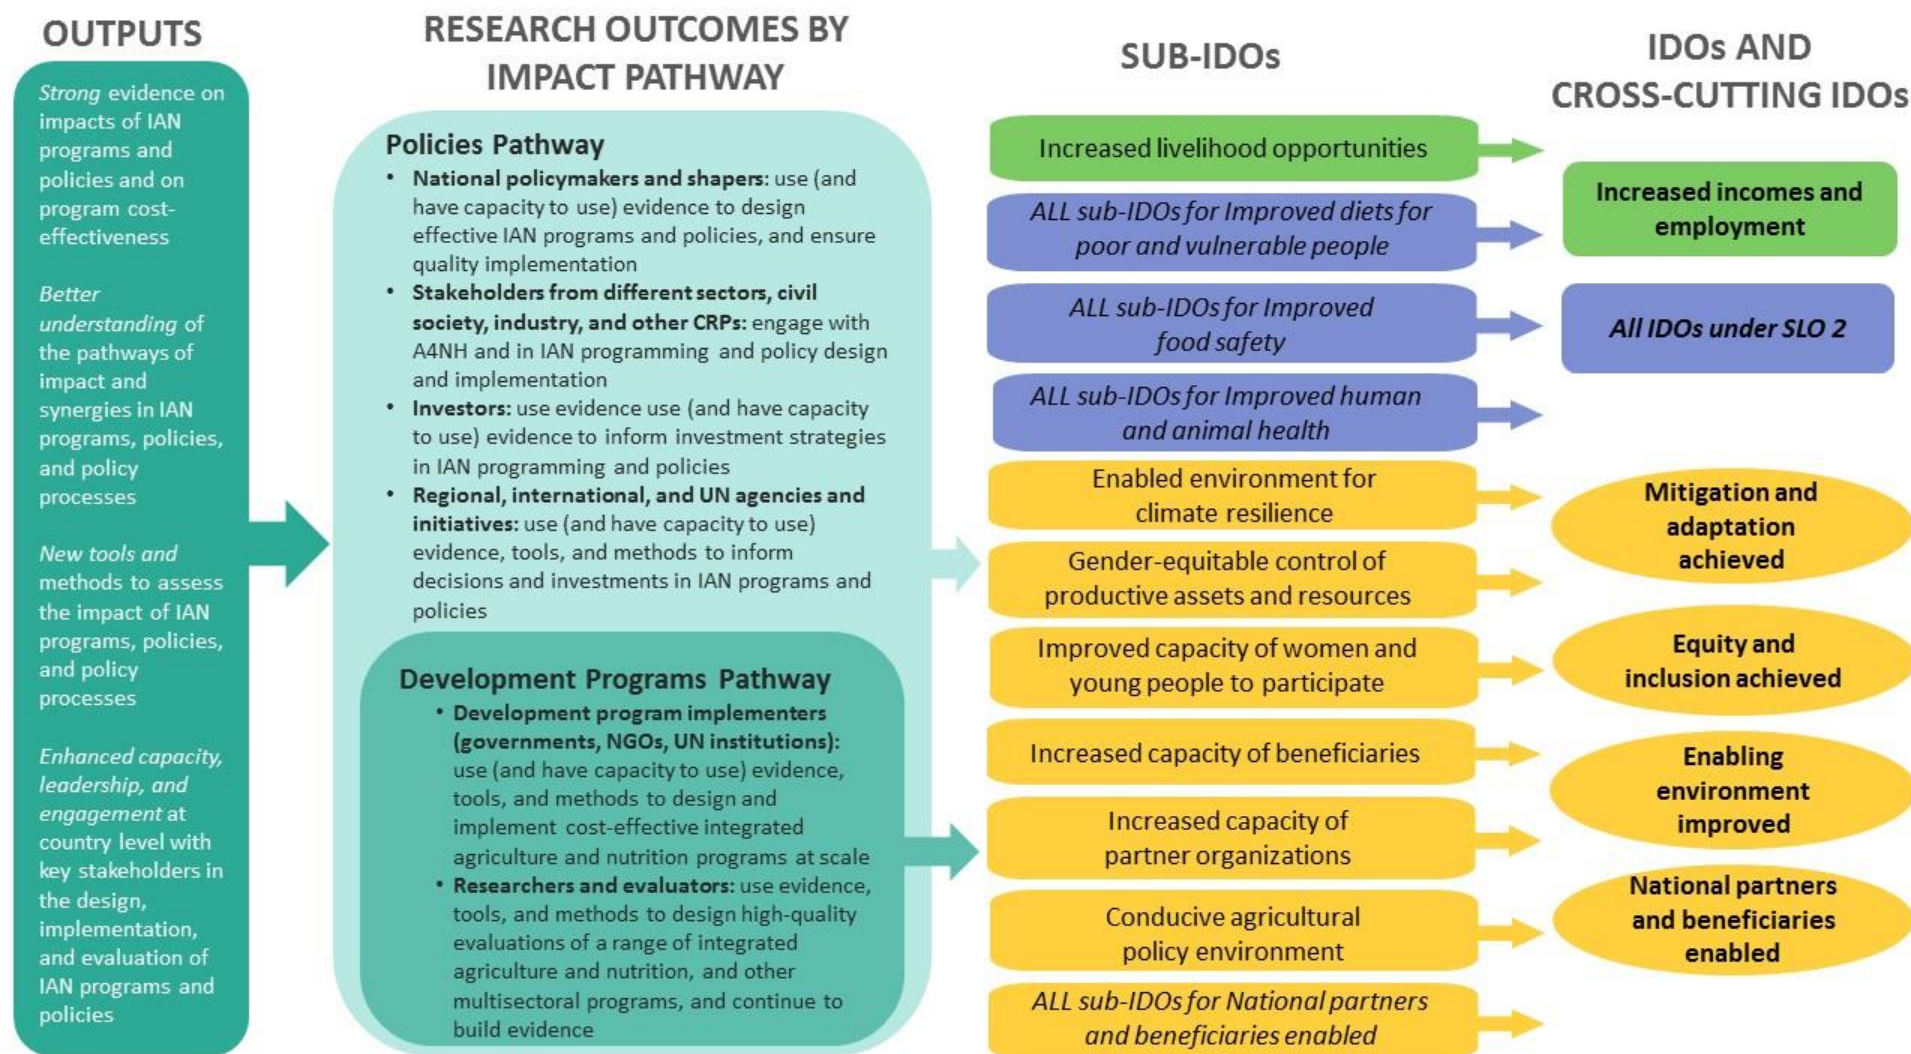 OUTPUTS
Strong evidence on
impacts of IAN
programs and
policies and on
program cost-
effectiveness
Better
understanding of
the pathways of
impact and
synergies in IAN
programs, policies,
and policy
processes
New tools and
methods to assess
the impact of IAN
programs, policies,
and policy
processes
Enhanced capacity,
leadership, and
engagement at
country level with
key stakeholders in
the design,
implementation,
and evaluation of
IAN programs and
policies
RESEARCH OUTCOMES BY
IMPACT PATHWAY
Policies Pathway
• National policymakers and shapers: use (and
have capacity to use) evidence to design
effective IAN programs and policies, and ensure
quality implementation
• Stakeholders from different sectors, civil
society, industry, and other CRPs: engage with
A4NH and in IAN programming and policy design
and implementation
• Investors: use evidence use (and have capacity
to use) evidence to inform investment strategies
in IAN programming and policies
• Regional, international, and UN agencies and
initiatives: use (and have capacity to use)
evidence, tools, and methods to inform
decisions and investments in IAN programs and
policies
Development Programs Pathway
• Development program implementers
(governments, NGOs, UN institutions):
use (and have capacity to use) evidence,
tools, and methods to design and
implement cost-effective integrated
agriculture and nutrition programs at scale
• Researchers and evaluators: use evidence,
tools, and methods to design high-quality
evaluations of a range of integrated
agriculture and nutrition, and other
multisectoral programs, and continue to
build evidence
SUB-IDOs
Increased livelihood opportunities
ALL sub-IDOs for Improved diets for
poor and vulnerable people
ALL sub-IDOs for Improved
food safety
ALL sub-IDOs for Improved human
and animal health
Enabled environment for
climate resilience
Gender-equitable control of
productive assets and resources
Improved capacity of women and
young people to participate
Increased capacity of beneficiaries
Increased capacity of
partner organizations
Conducive agricultural
policy environment
ALL sub-IDOs for National partners
and beneficiaries enabled
IDOs AND
CROSS-CUTTING IDOs
Increased incomes and
employment
All IDOs under SLO 2
Mitigation and
adaptation
achieved
Equity and
inclusion achieved
Enabling
environment
improved
National partners
and beneficiaries
enabled